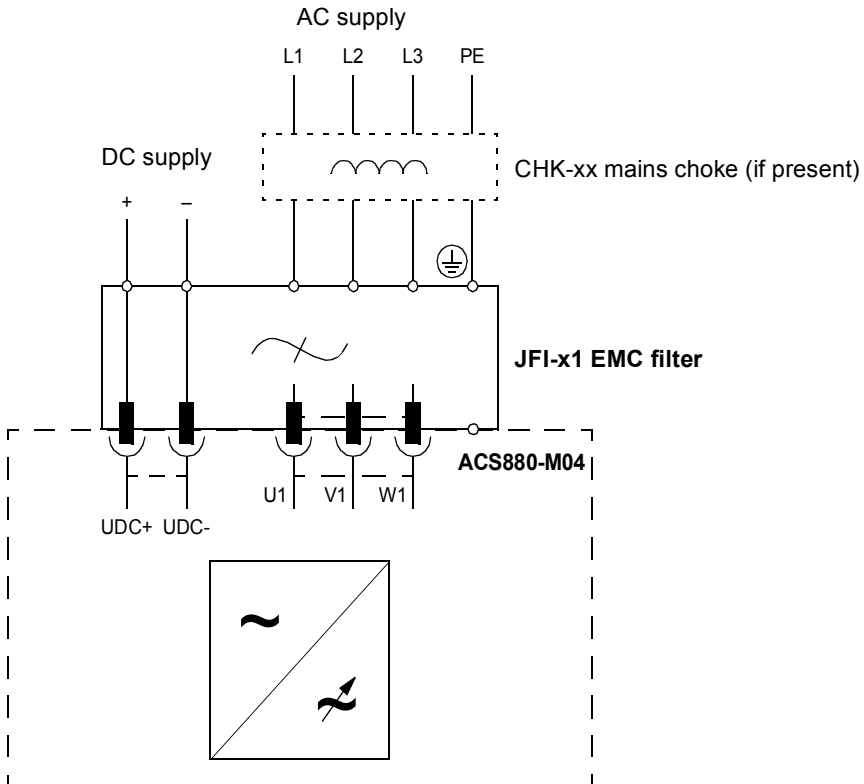 AC supply
L1 L2 L3 PE
DC supply
CHK-xx mains choke (if present)
+ –
JFI-x1 EMC filter
ACS880-M04
U1 V1 W1
UDC+ UDC-